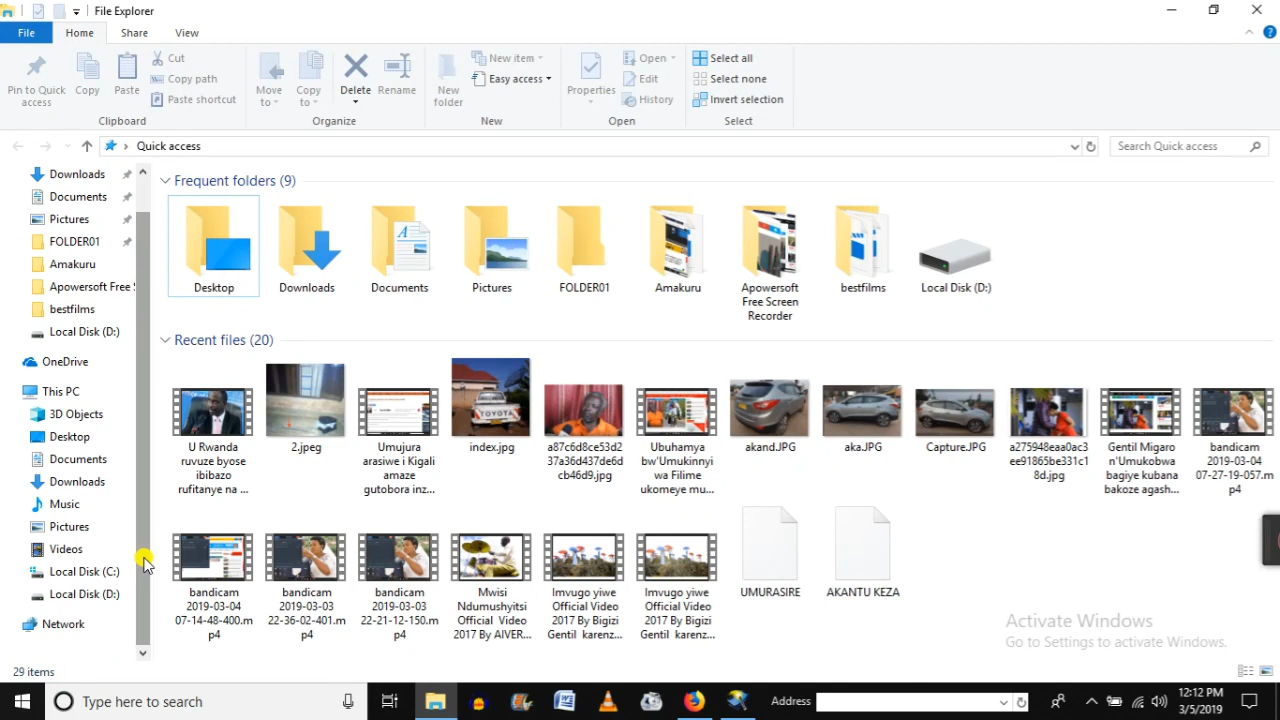 File Explorer
File Home Share View
Pin to Quick access
Copy
Paste
Cut
Copy path
Paste shortcut
Clipboard
Move to
Copy to
Delete
Rename
Organize
New folder
New item
Easy access
New
Properties
Open
Edit
History
Open
Select all
Select none
Invert selection
Select
Quick access
Search Quick access
Downloads
Documents
Pictures
FOLDER01
Amakuru
Apowersoft Free S
bestfilms
Local Disk (D:)
OneDrive
This PC
3D Objects
Desktop
Documents
Downloads
Music
Pictures
Videos
Local Disk (C:)
Local Disk (D:)
Network
Frequent folders (9)
Desktop
Downloads
Documents
Pictures
FOLDER01
Amakuru
Apowersoft
Free Screen
Recorder
bestfilms
Local Disk (D:)
Recent files (20)
U Rwanda
ruvuze byose
ibibazo
rufitanye na ...
2.jpeg
Umujura
arasiwe i Kigali
amaze
gutobora inz...
TOYOTA
index.jpg
a87c6d8ce53d2
37a36d437de6d
cb46d9.jpg
Ubuhamya
bw'Umukinnyi
wa Filime
ukomeye mu...
akand.JPG
aka.JPG
Capture.JPG
a275948eaa0ac3
ee91865be331c1
8d.jpg
Gentil Migaro
n'Umukobwa
bagiye kubana
bakoze agash...
bandicam
2019-03-04
07-27-19-057.m
p4
bandicam
2019-03-04
07-14-48-400.m
p4
bandicam
2019-03-03
22-36-02-401.m
p4
bandicam
2019-03-03
22-21-12-150.m
p4
Mwisi
Ndumushyitsi
Official Video
2017 By AIVER...
Imvugo yiwe
Official Video
2017 By Bigizi
Gentil karenz...
Imvugo yiwe
Official Video
2017 By Bigizi
Gentil karenz...
UMURASIRE
AKANTU KEZA
Activate Windows
Go to Settings to activate Windows.
29 items
Type here to search
Address
12:12 PM
3/5/2019